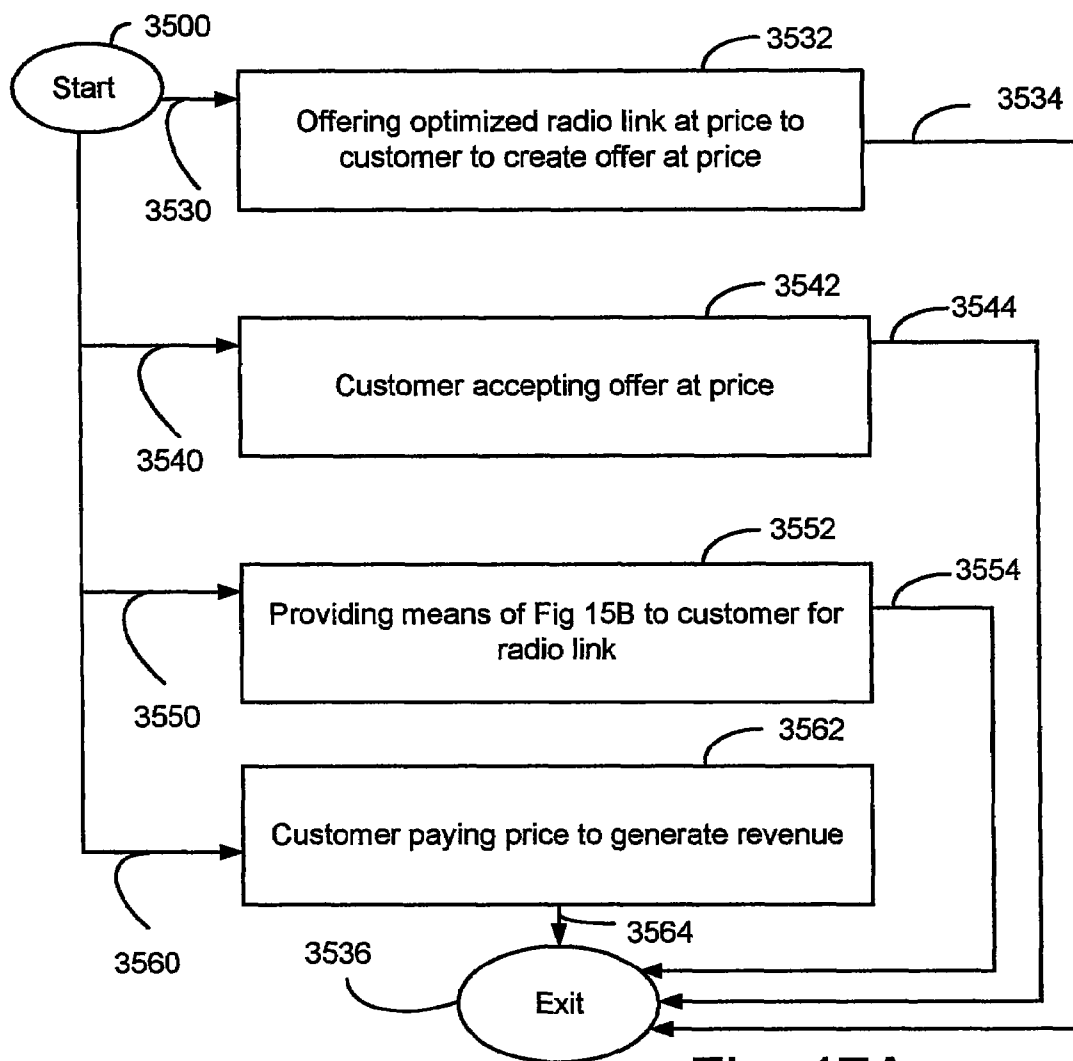 3500
Start
3532
3534
Offering optimized radio link at price to
customer to create offer at price
3530
3542
3544
Customer accepting offer at price
3540
3552
3554
Providing means of Fig 15B to customer for
radio link
3550
3562
Customer paying price to generate revenue
3564
3560
3536
Exit